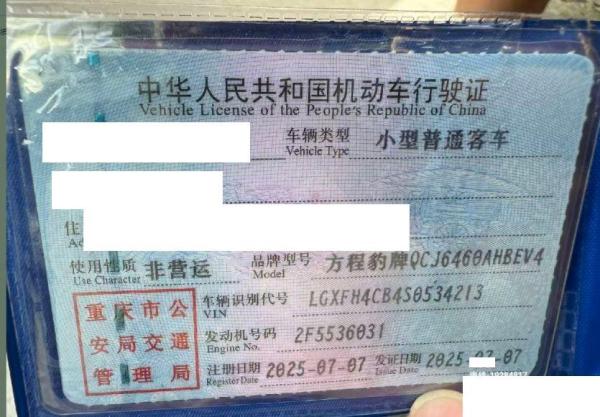 中华人民共和国机动车行驶证
Vehicle License of the People's Republic of China
车辆类型 小型普通客车
Vehicle Type
住
使用性质 非营运 品牌型号 方程豹牌QCJ6460AHBEV4
Use Character Model
重庆市公
安局交通
管理局
车辆识别代号 LGXFH4CB4S0534213
VIN
发动机号码 2F5536031
Engine No.
注册日期 2025-07-07 发证日期 2025-07-07
Register Date Issue Date